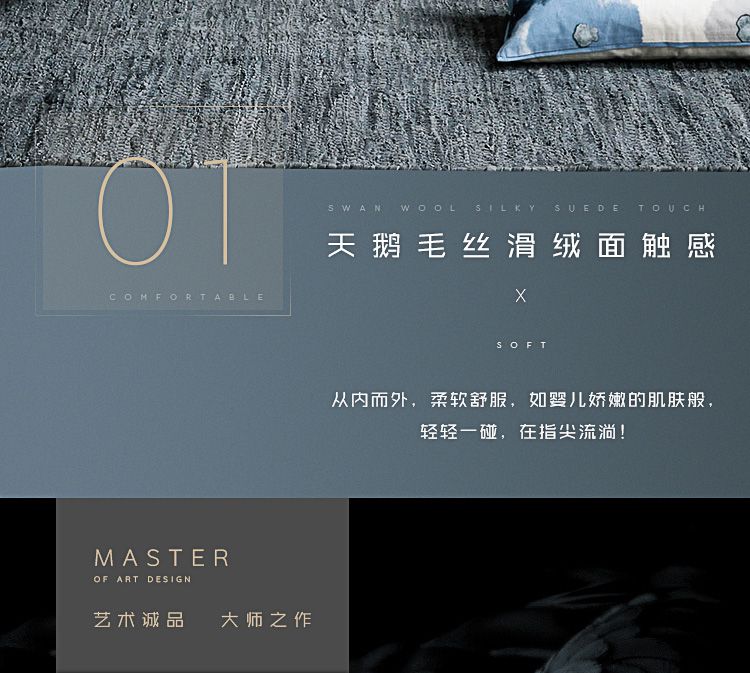 01
COMFORTABLE
SWAN WOOL SILKY SUEDE TOUCH
天鹅毛丝滑绒面触感
X
SOFT
从内而外，柔软舒服，如婴儿娇嫩的肌肤般，
轻轻一碰，在指尖流淌！
MASTER
OF ART DESIGN
艺术诚品 大师之作